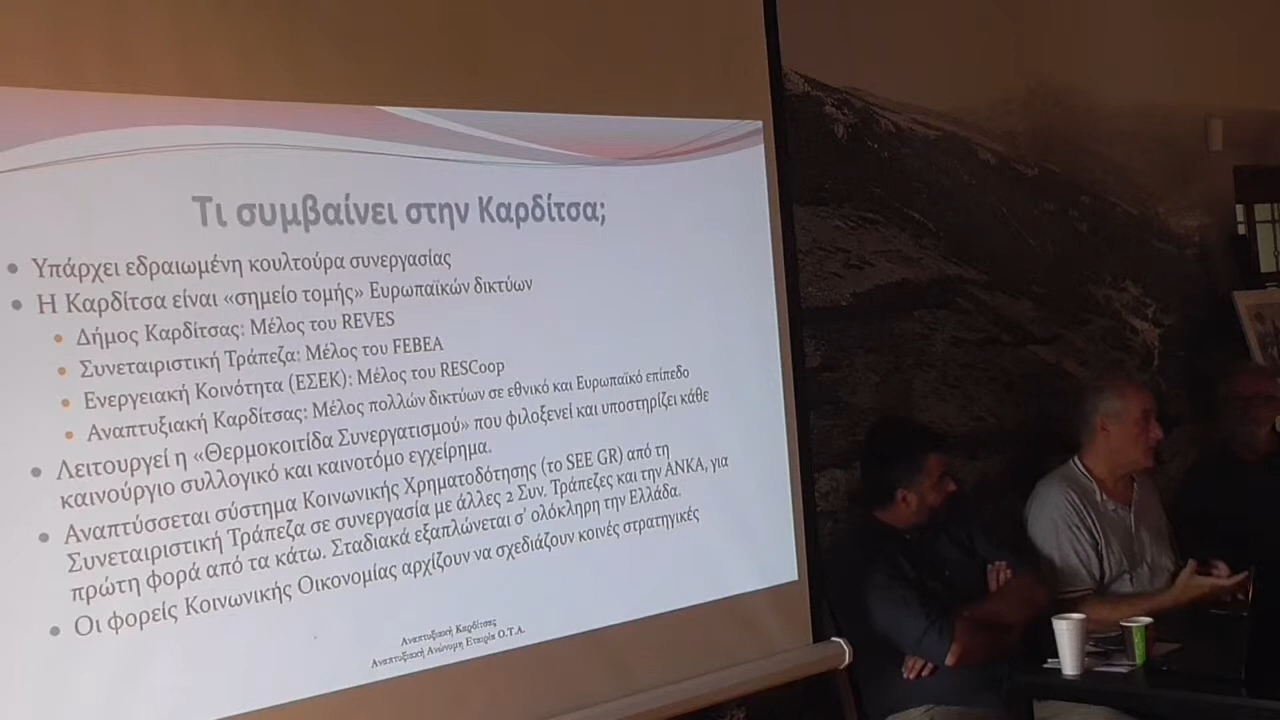 Τι συμβαίνει στην Καρδίτσα;
• Υπάρχει εδραιωμένη κουλτούρα συνεργασίας
• Η Καρδίτσα είναι «σημείο τομής» Ευρωπαϊκών δικτύων
• Δήμος Καρδίτσας: Μέλος του REVES
• Συνεταιριστική Τράπεζα: Μέλος του FEBEA
• Ενεργειακή Κοινότητα (ΕΣΕΚ): Μέλος του RESCoop
• Αναπτυξιακή Καρδίτσας: Μέλος πολλών δικτύων σε εθνικό και Ευρωπαϊκό επίπεδο
• Λειτουργεί η «Θερμοκοιτίδα Συνεργατισμού» που φιλοξενεί και υποστηρίζει κάθε
καινούργιο συλλογικό και καινοτόμο εγχείρημα.
• Αναπτύσσεται σύστημα Κοινωνικής Χρηματοδότησης (το SEE GR) από τη
Συνεταιριστική Τράπεζα σε συνεργασία με άλλες 2 Συν. Τράπεζες και την ΑΝΚΑ, για
πρώτη φορά από τα κάτω. Σταδιακά εξαπλώνεται σ' ολόκληρη την Ελλάδα.
• Οι φορείς Κοινωνικής Οικονομίας αρχίζουν να σχεδιάζουν κοινές στρατηγικές
Αναπτυξιακή Καρδίτσας
Αναπτυξιακή Ανώνυμη Εταιρία Ο.Τ.Α.